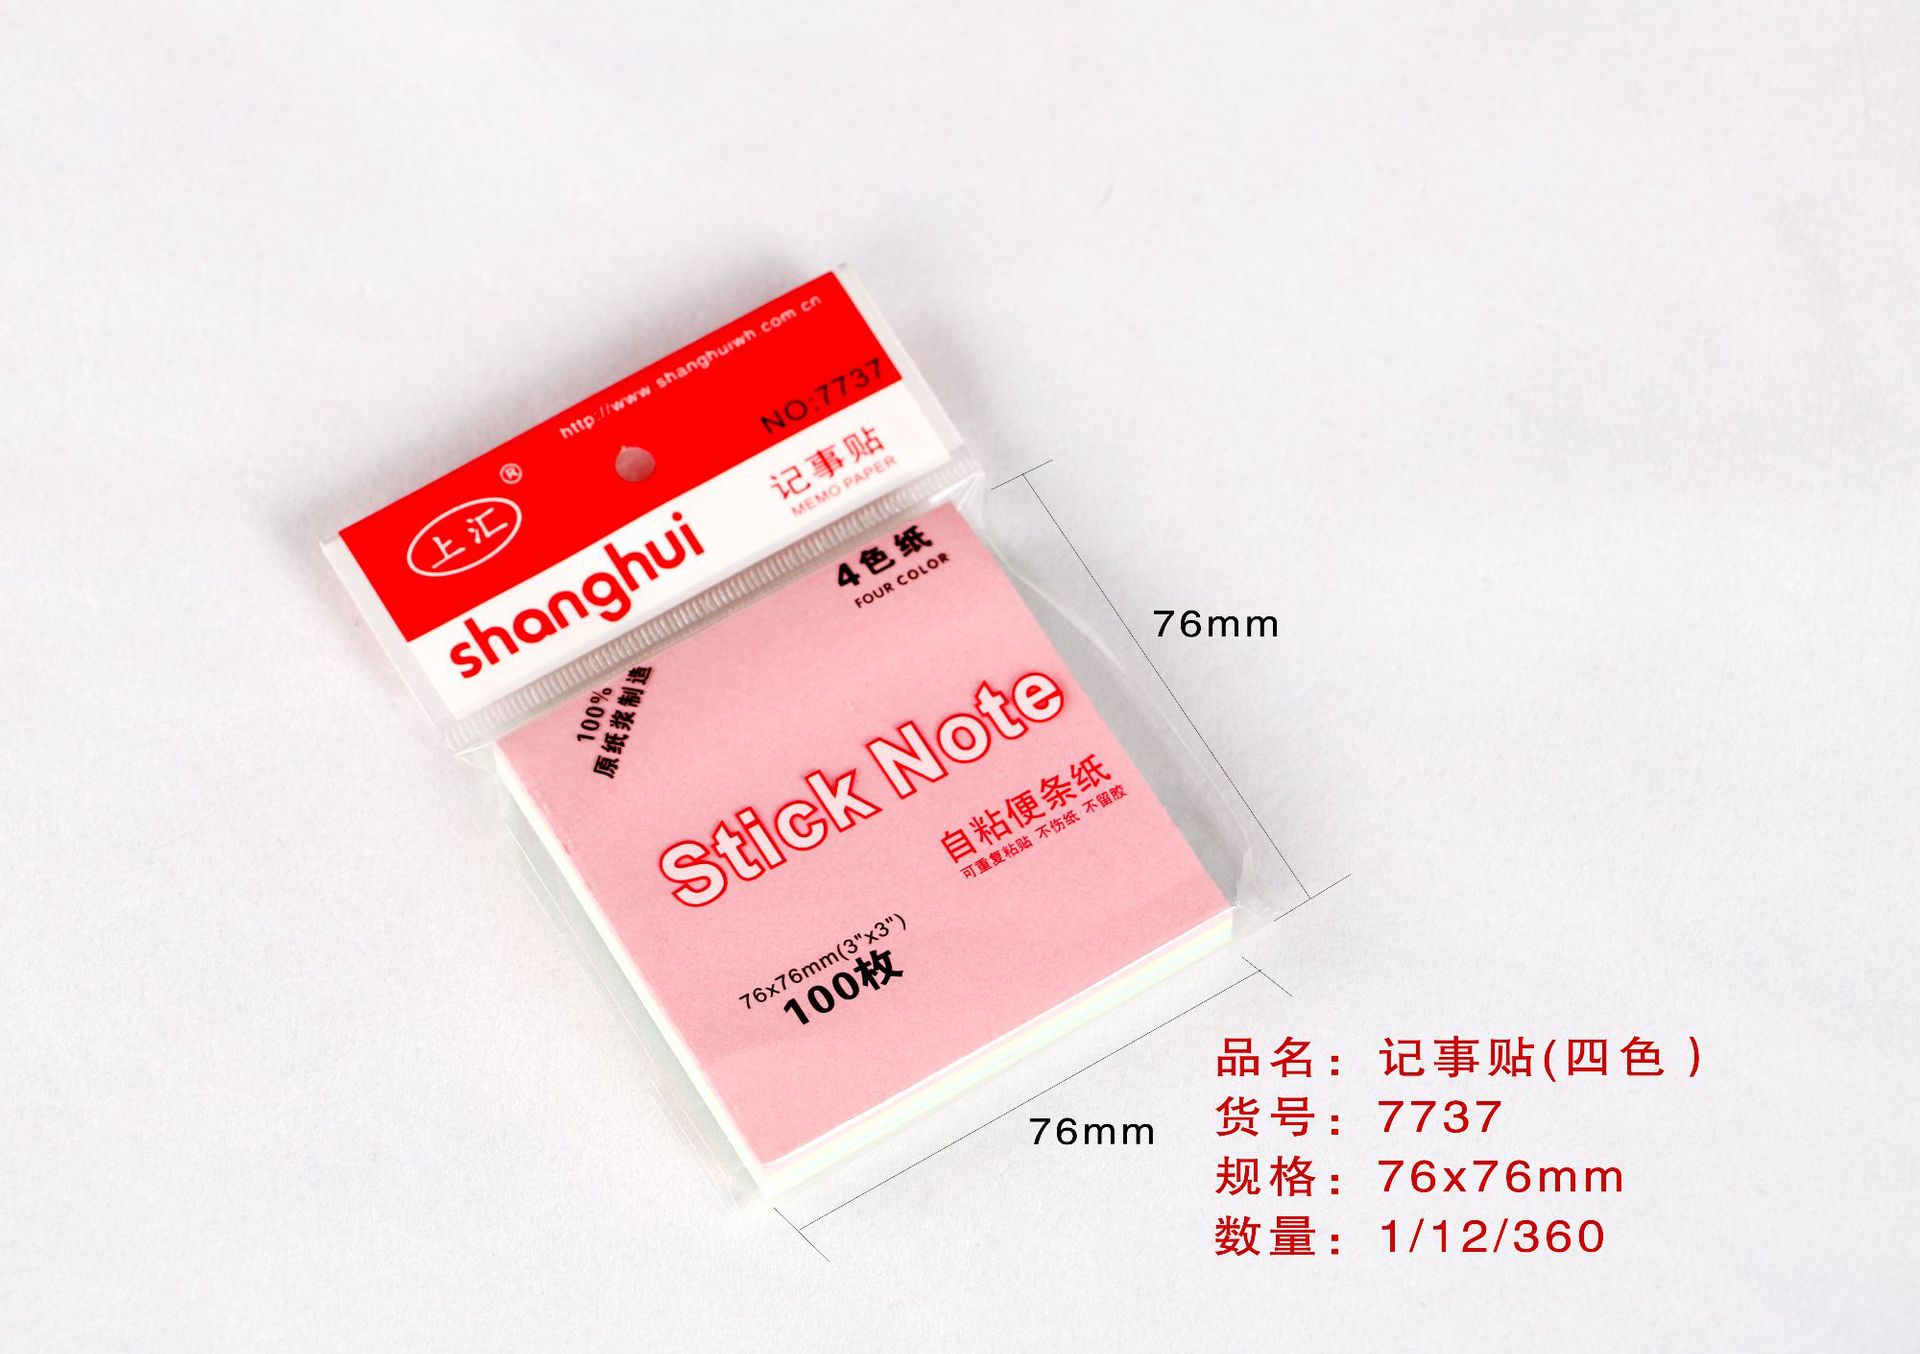 http://www.shanghuiwh.com.cn
NO:7737
上汇
®
shanghui
记事贴
MEMO PAPER
4色纸
FOUR COLOR
100%
原纸浆制造
Stick Note
自粘便条纸
可重复粘贴 不伤纸 不留胶
76x76mm(3"x3")
100枚
76mm
76mm
品名：记事贴(四色 )
货号：7737
规格：76x76mm
数量：1/12/360